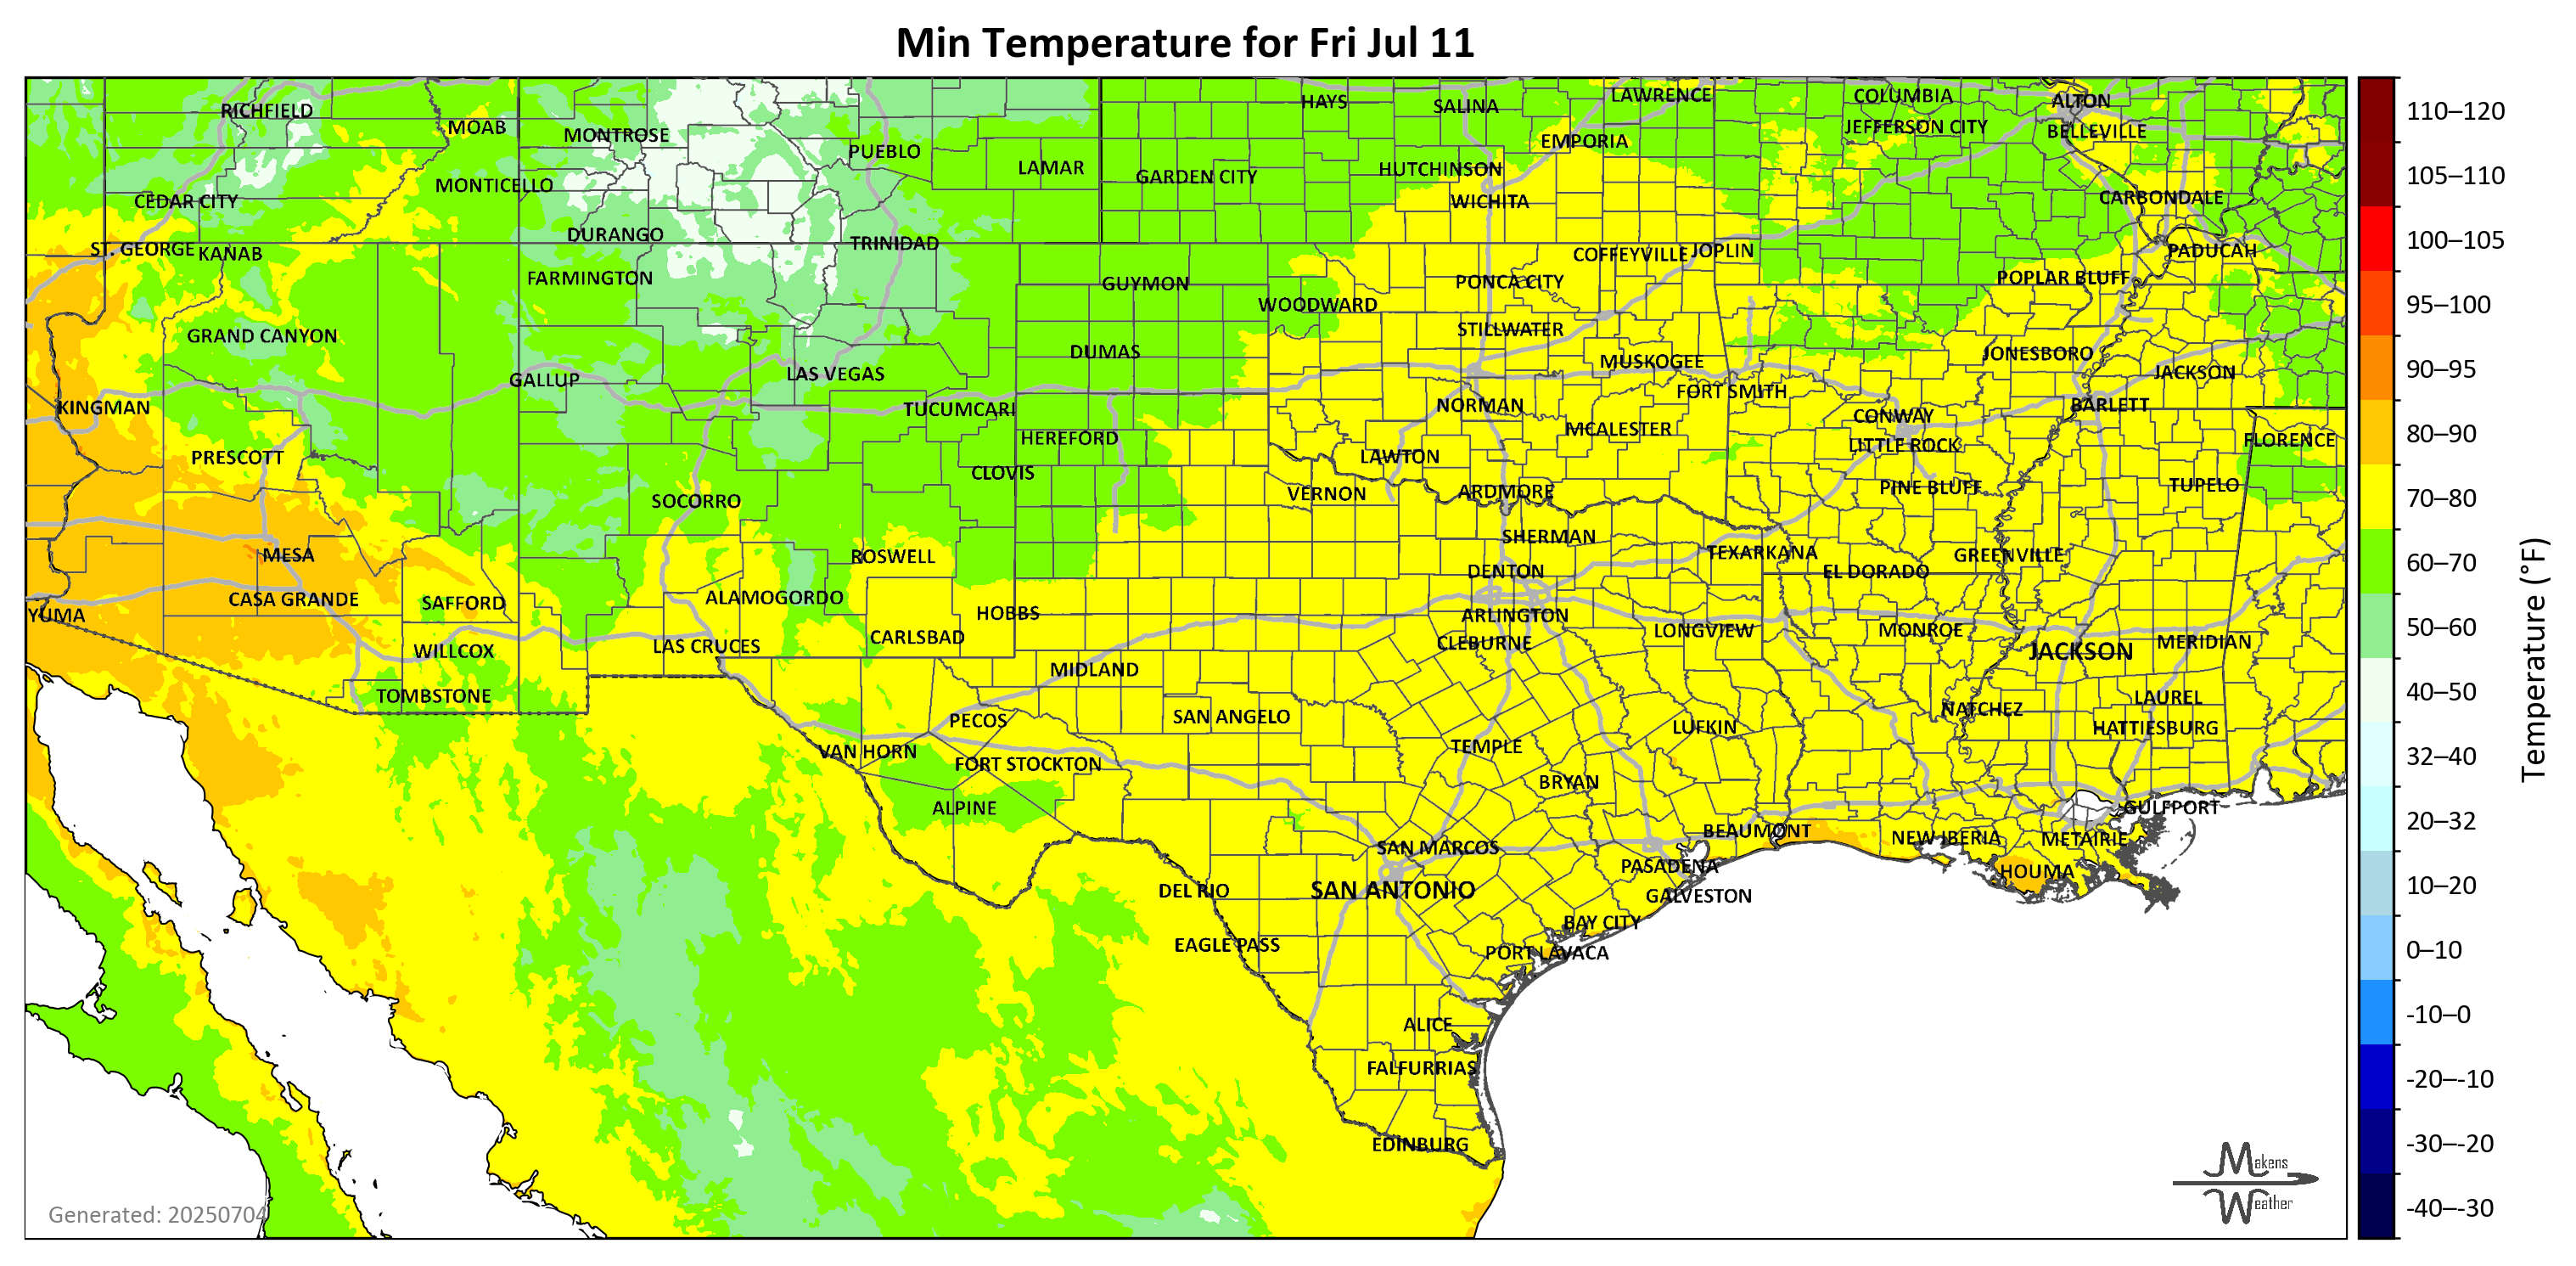 Min Temperature for Fri Jul 11
RICHFIELD
MOAB
MONTROSE
PUEBLO
LAMAR
HAYS
SALINA
LAWRENCE
COLUMBIA
ALTON
JEFFERSON CITY
BELLEVILLE
EMPORIA
HUTCHINSON
GARDEN CITY
MONTICELLO
CEDAR CITY
WICHITA
CARBONDALE
DURANGO
TRINIDAD
ST. GEORGE
KANAB
COFFEYVILLE
JOPLIN
PADUCAH
FARMINGTON
GUYMON
PONCA CITY
POPLAR BLUFF
WOODWARD
GRAND CANYON
STILLWATER
DUMAS
MUSKOGEE
JONESBORO
GALLUP
LAS VEGAS
JACKSON
FORT SMITH
KINGMAN
TUCUMCARI
NORMAN
CONWAY
BARLETT
HEREFORD
MCALESTER
LITTLE ROCK
FLORENCE
PRESCOTT
CLOVIS
LAWTON
SOCORRO
VERNON
ARDMORE
PINE BLUFF
TUPELO
MESA
ROSWELL
SHERMAN
TEXARKANA
GREENVILLE
DENTON
EL DORADO
CASA GRANDE
SAFFORD
ALAMOGORDO
HOBBS
YUMA
ARLINGTON
CARLSBAD
CLEBURNE
LONGVIEW
MONROE
WILLCOX
LAS CRUCES
JACKSON
MERIDIAN
MIDLAND
TOMBSTONE
LAUREL
PECOS
SAN ANGELO
NATCHEZ
LUFKIN
HATTIESBURG
VAN HORN
TEMPLE
FORT STOCKTON
BRYAN
ALPINE
GULFPORT
BEAUMONT
NEW IBERIA
METAIRIE
SAN MARCOS
PASADENA
HOUMA
DEL RIO
SAN ANTONIO
GALVESTON
BAY CITY
EAGLE PASS
PORT LAVACA
ALICE
FALFURRIAS
EDINBURG
Generated: 20250704
Makens
Weather
110–120
105–110
100–105
95–100
90–95
80–90
70–80
60–70
50–60
40–50
32–40
20–32
10–20
0–10
-10–0
-20–-10
-30–-20
-40–-30
Temperature (°F)